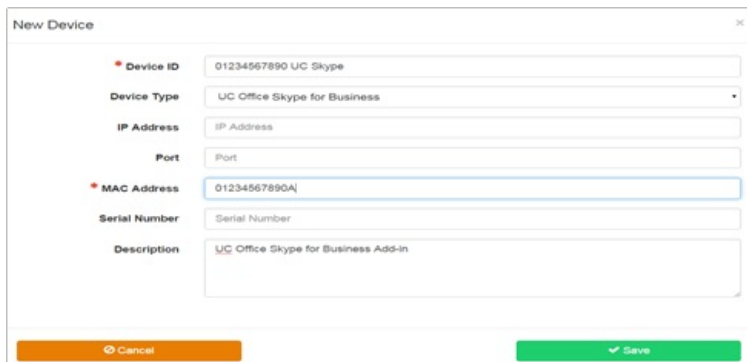 New Device ×
* Device ID 01234567890 UC Skype
Device Type UC Office Skype for Business
IP Address IP Address
Port Port
* MAC Address 01234567890A
Serial Number Serial Number
Description UC Office Skype for Business Add-in
Cancel Save